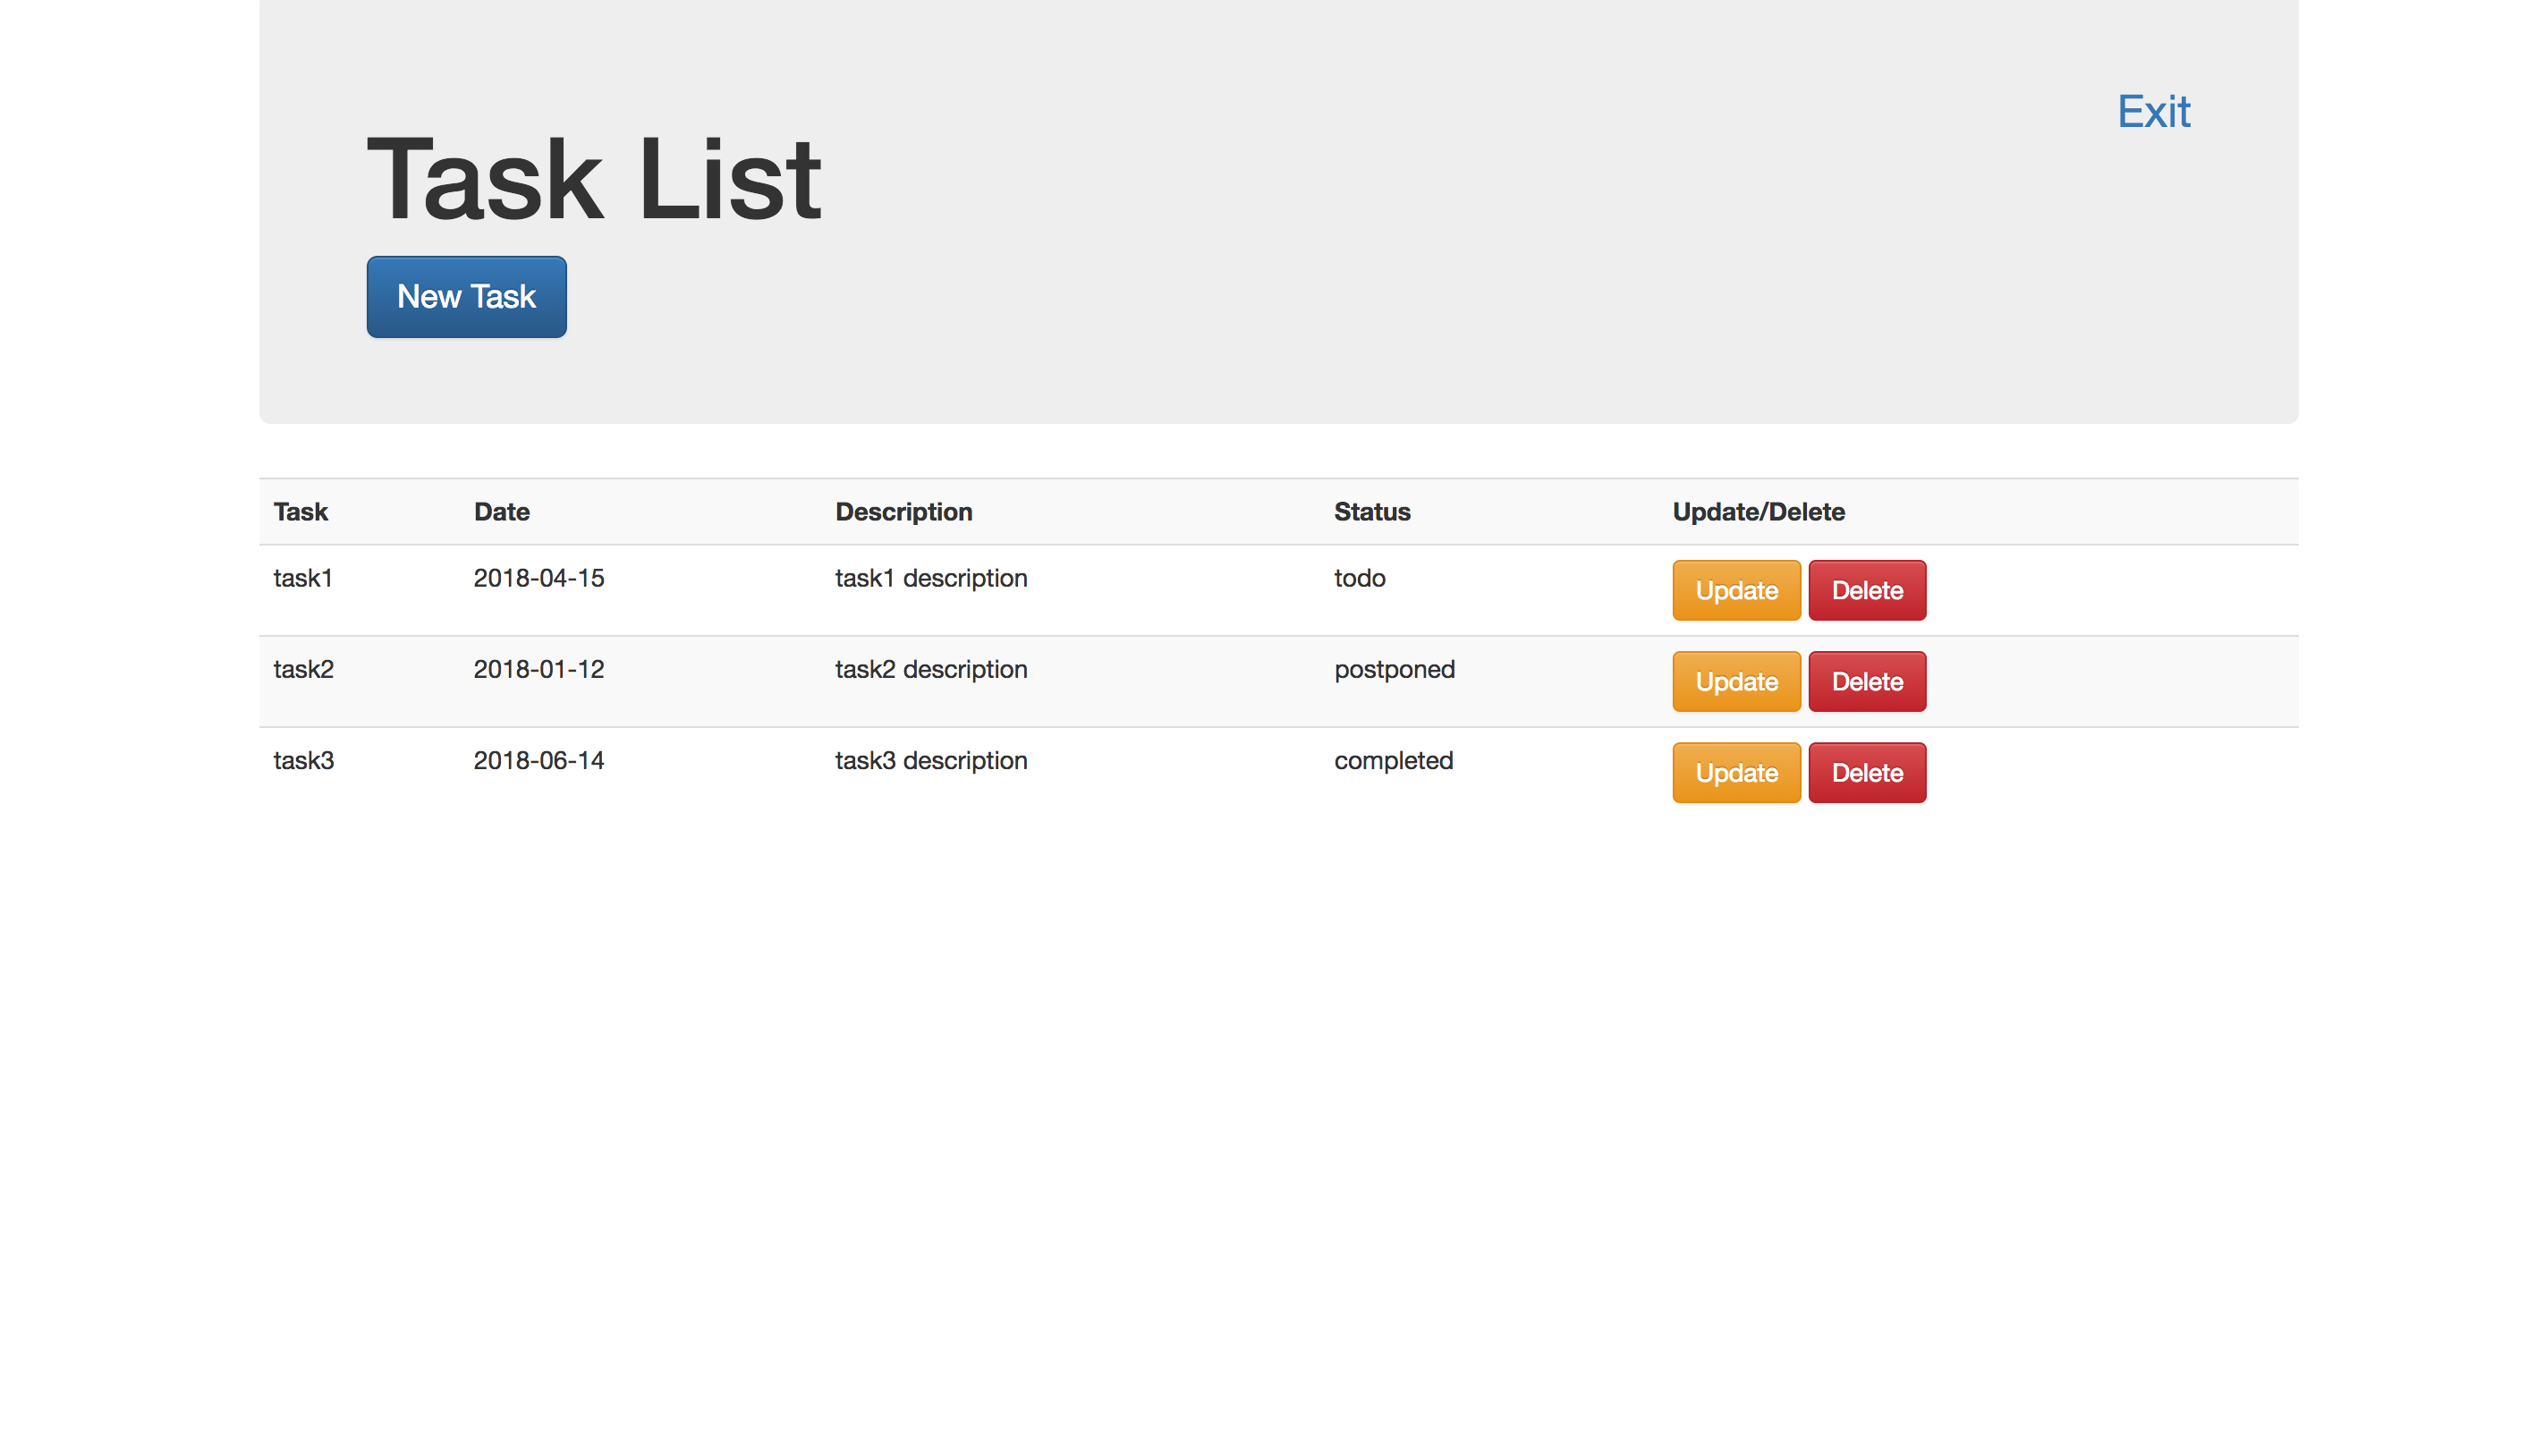 Exit
Task List
New Task
Task Date Description Status Update/Delete
task1 2018-04-15 task1 description todo Update Delete
task2 2018-01-12 task2 description postponed Update Delete
task3 2018-06-14 task3 description completed Update Delete